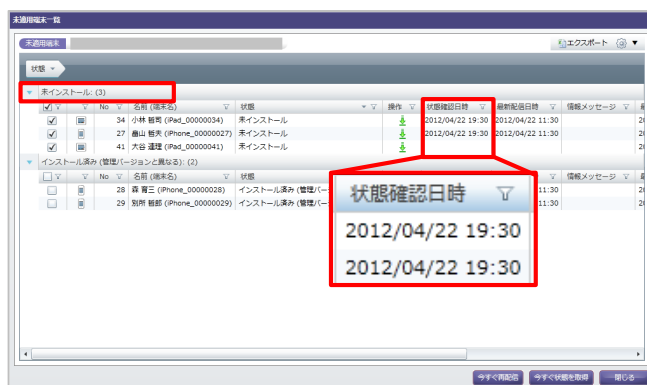 未適用端末一覧
未適用端末 エクスポート
状態
未インストール: (3)
No 名前 (端末名) 状態 操作 状態確認日時 最新配信日時 情報メッセージ
34 小林 哲司 (iPad_00000034) 未インストール 2012/04/22 19:30 2012/04/22 11:30
27 畠山 哲夫 (iPhone_00000027) 未インストール 2012/04/22 19:30 2012/04/22 11:30
41 大谷 連理 (iPad_00000041) 未インストール
インストール済み (管理バージョンと異なる): (2)
No 名前 (端末名) 状態 情報メッセージ
28 森 育三 (iPhone_00000028) インストール済み (管理バー 11:30
29 別所 哲郎 (iPhone_00000029) インストール済み (管理バー 11:30
状態確認日時
2012/04/22 19:30
2012/04/22 19:30
今すぐ再配信 今すぐ状態を取得 閉じる